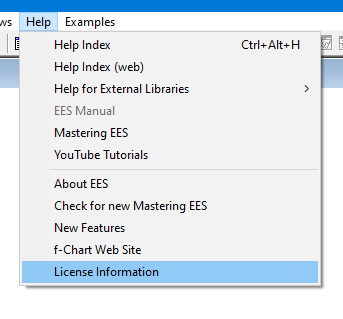 ws Help Examples
Help Index Ctrl+Alt+H
Help Index (web)
Help for External Libraries
EES Manual
Mastering EES
YouTube Tutorials
About EES
Check for new Mastering EES
New Features
f-Chart Web Site
License Information